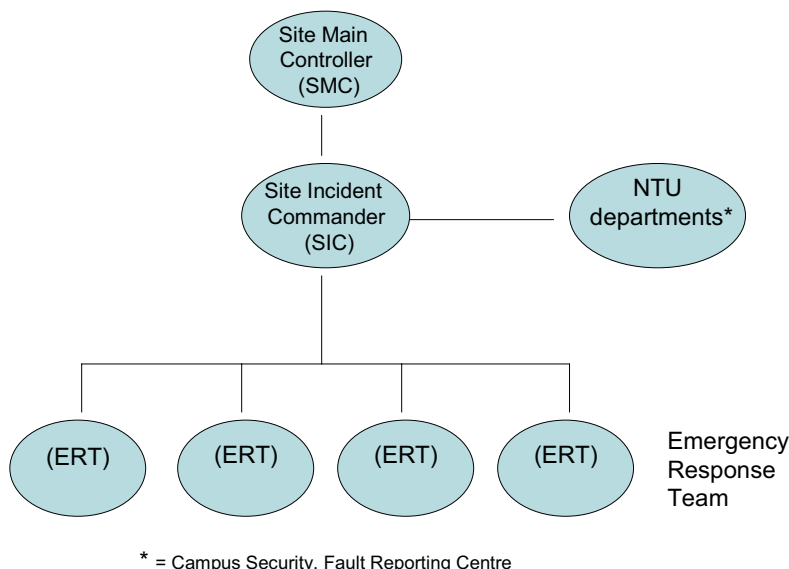 Site Main
Controller
(SMC)
Site Incident
Commander
(SIC)
NTU
departments*
(ERT)
(ERT)
(ERT)
(ERT)
Emergency
Response
Team
* = Campus Security, Fault Reporting Centre